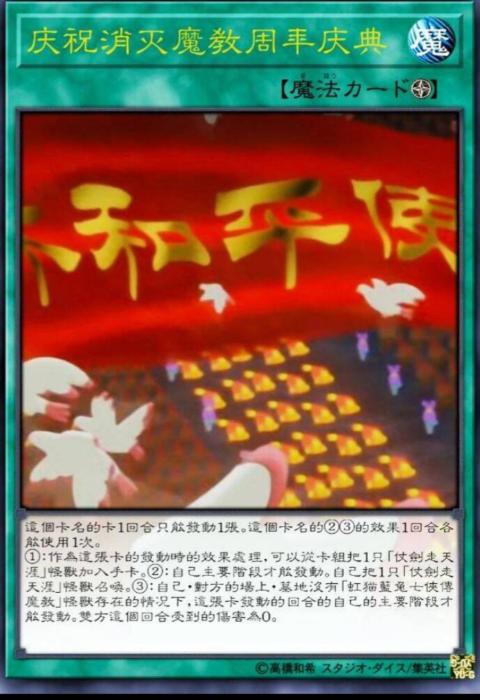 庆祝消灭魔教周年庆典
魔
【魔法カード】
和平使
這個卡名的卡1回合只能發動1張。這個卡名的②③的效果1回合各
能使用1次。
①：作為這張卡的發動時的效果處理，可以從卡組把1只「仗劍走天
涯」怪獸加入手卡。②：自己主要階段才能發動。自己把1只「仗劍走
天涯」怪獸召喚。③：自己·對方的場上·墓地沒有「虹猫藍兔七俠傳
魔教」怪獸存在的情况下，這張卡發動的回合的自己的主要階段才
能發動。雙方這個回合受到的傷害為0。
©高橋和希 スタジオ・ダイス/集英社